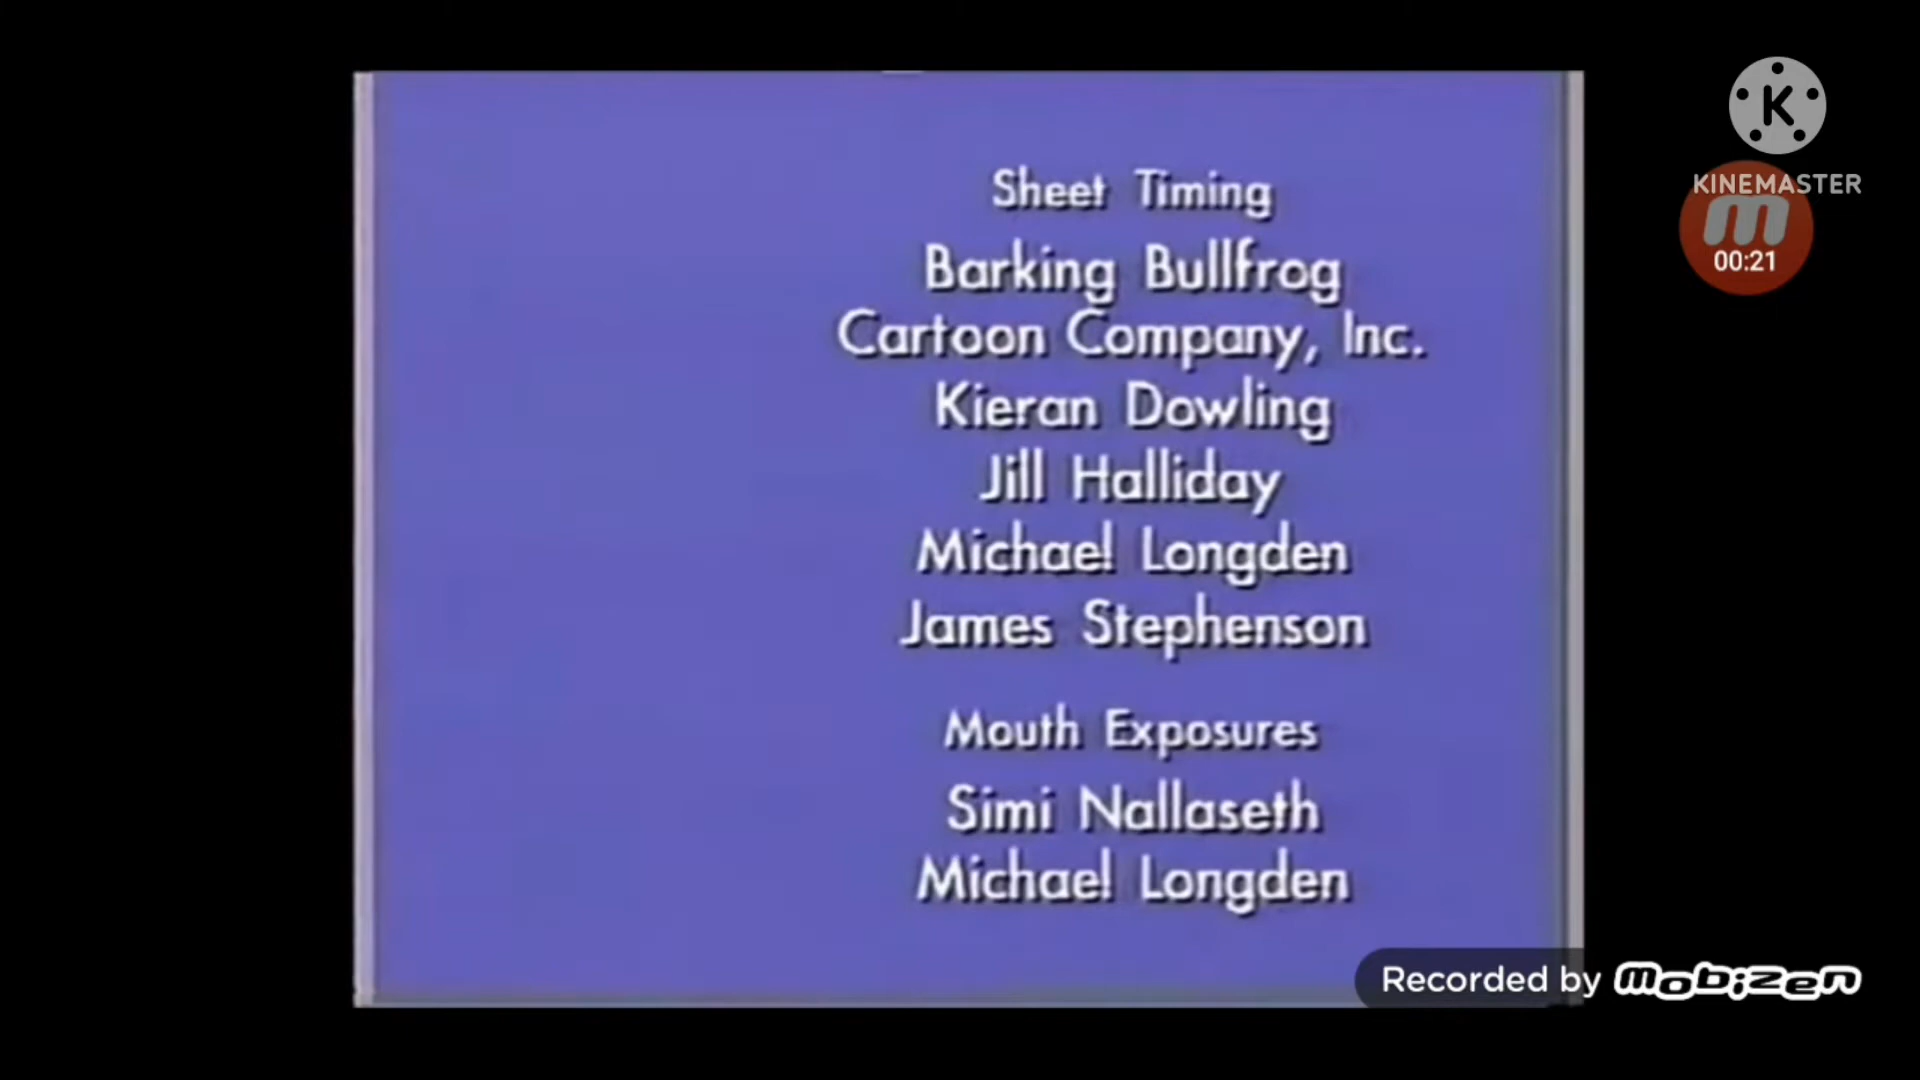 K
KINEMASTER
m
00:21
Sheet Timing
Barking Bullfrog
Cartoon Company, Inc.
Kieran Dowling
Jill Halliday
Michael Longden
James Stephenson
Mouth Exposures
Simi Nallaseth
Michael Longden
Recorded by mobizen